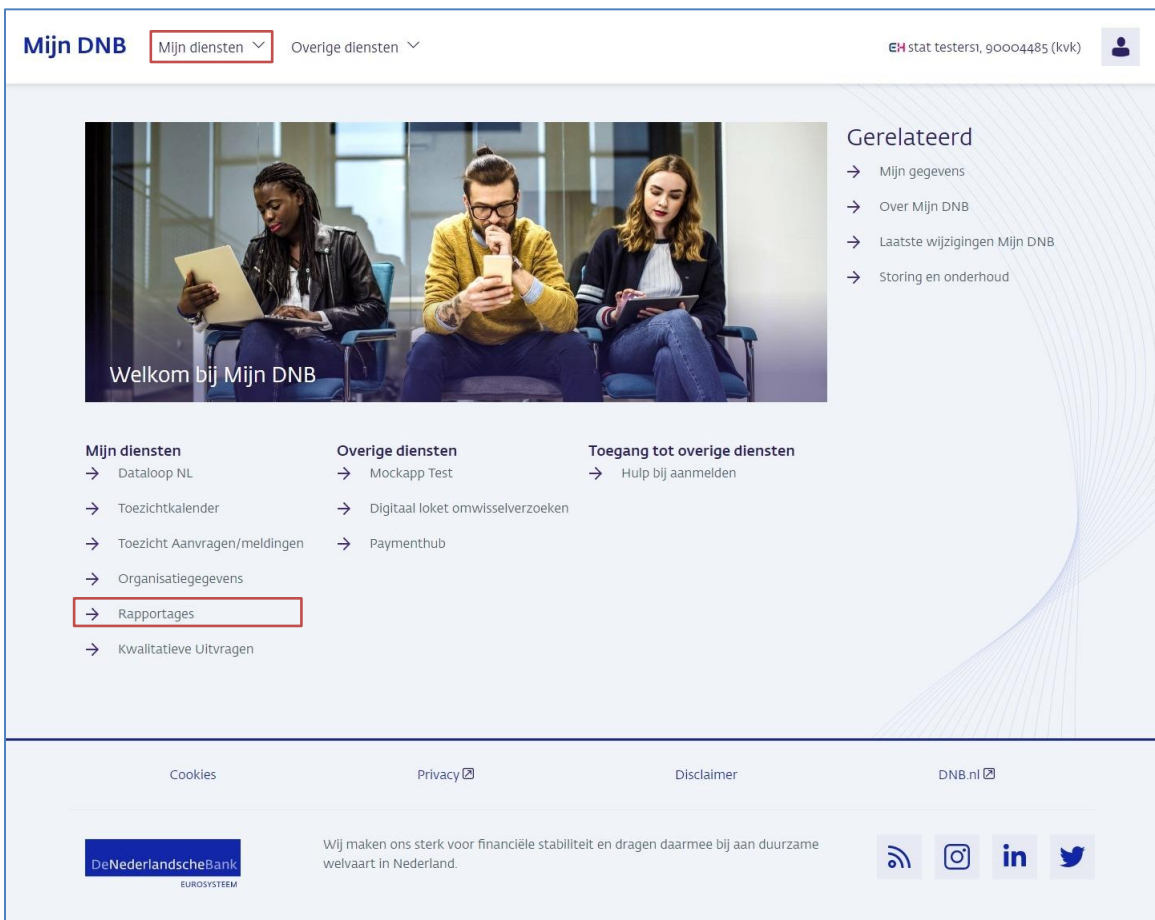 Mijn DNB
Mijn diensten
Overige diensten
EH stat testers1, 90004485 (kvk)
Welkom bij Mijn DNB
Gerelateerd
Mijn gegevens
Over Mijn DNB
Laatste wijzigingen Mijn DNB
Storing en onderhoud
Mijn diensten
Dataloop NL
Toezichtkalender
Toezicht Aanvragen/meldingen
Organisatiegegevens
Rapportages
Kwalitatieve Uitvragen
Overige diensten
Mockapp Test
Digitaal loket omwisselverzoeken
Paymenthub
Toegang tot overige diensten
Hulp bij aanmelden
Cookies
Privacy
Disclaimer
DNB.nl
DeNederlandscheBank
EUROSYSTEEM
Wij maken ons sterk voor financiële stabiliteit en dragen daarmee bij aan duurzame
welvaart in Nederland.
in